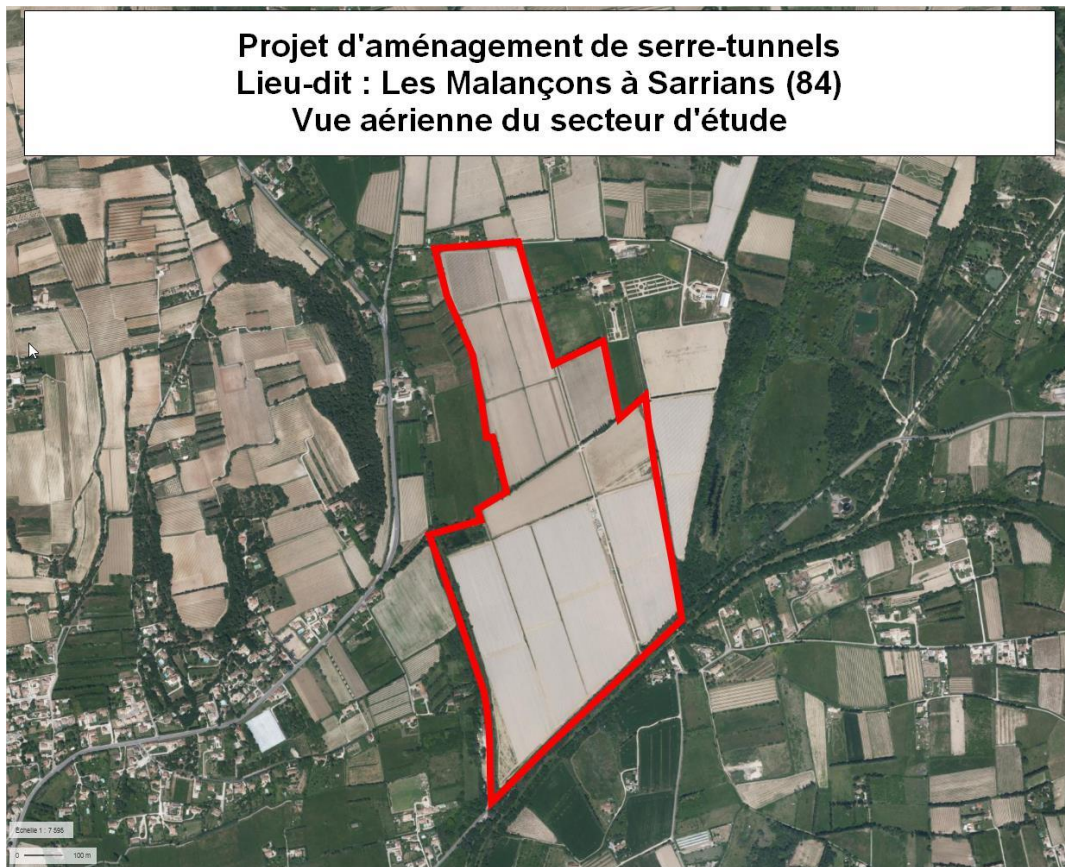 Projet d'aménagement de serre-tunnels
Lieu-dit : Les Malançons à Sarrians (84)
Vue aérienne du secteur d'étude
Échelle 1 : 7 595
0 100 m